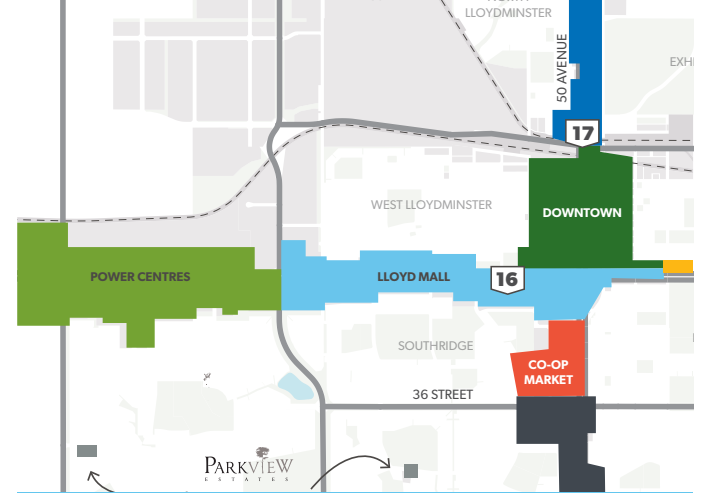 LLOYDMINSTER
50 AVENUE
17
WEST LLOYDMINSTER
DOWNTOWN
POWER CENTRES
LLOYD MALL
16
SOUTHRIDGE
CO-OP
MARKET
36 STREET
PARKVIEW
ESTATES